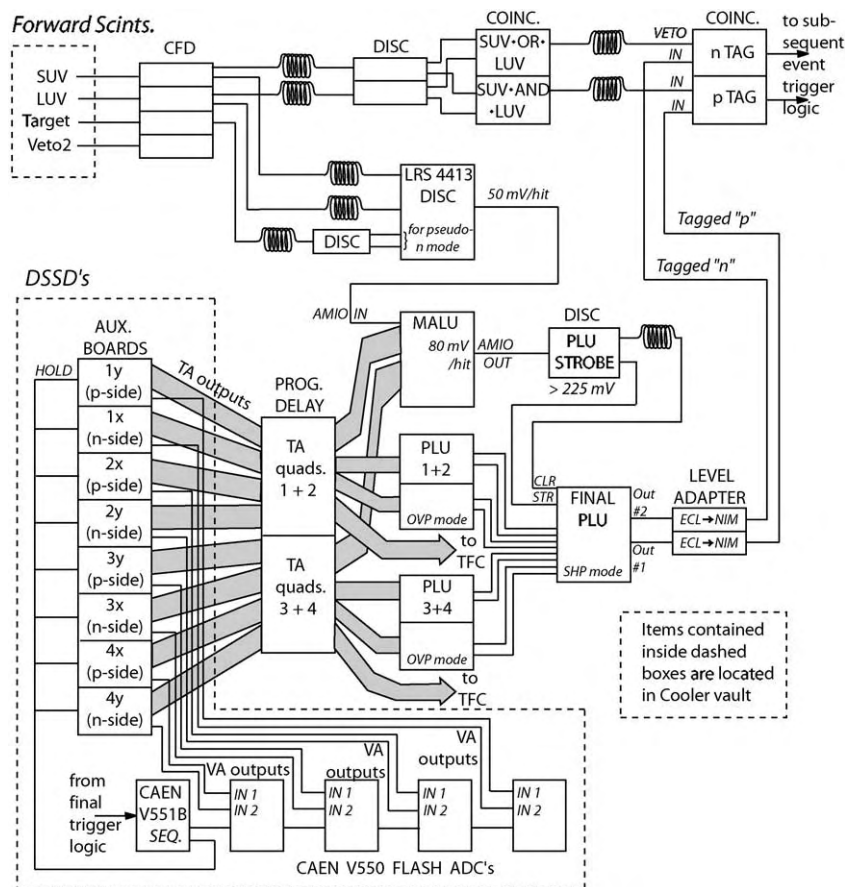 Forward Scints.
SUV
LUV
Target
Veto2
CFD
DISC
COINC.
SUV•OR•
LUV
SUV•AND
•LUV
VETO
IN
IN
IN
COINC.
n TAG
p TAG
to sub-
sequent
event
trigger
logic
LRS 4413
DISC
for pseudo-
n mode
DISC
50 mV/hit
Tagged "p"
Tagged "n"
DSSD's
AUX.
BOARDS
HOLD
1y
(p-side)
1x
(n-side)
2x
(p-side)
2y
(n-side)
3y
(p-side)
3x
(n-side)
4x
(p-side)
4y
(n-side)
TA outputs
PROG.
DELAY
TA
quads.
1 + 2
TA
quads.
3 + 4
AMIO IN
MALU
80 mV
/hit
AMIO
OUT
DISC
PLU
STROBE
> 225 mV
PLU
1+2
OVP mode
to
TFC
PLU
3+4
OVP mode
to
TFC
CLR
STR
FINAL
PLU
SHP mode
Out
#2
Out
#1
LEVEL
ADAPTER
ECL→NIM
ECL→NIM
Items contained
inside dashed
boxes are located
in Cooler vault
from
final
trigger
logic
CAEN
V551B
SEQ.
VA outputs
VA
outputs
VA
outputs
IN 1
IN 2
IN 1
IN 2
IN 1
IN 2
IN 1
IN 2
CAEN V550 FLASH ADC's